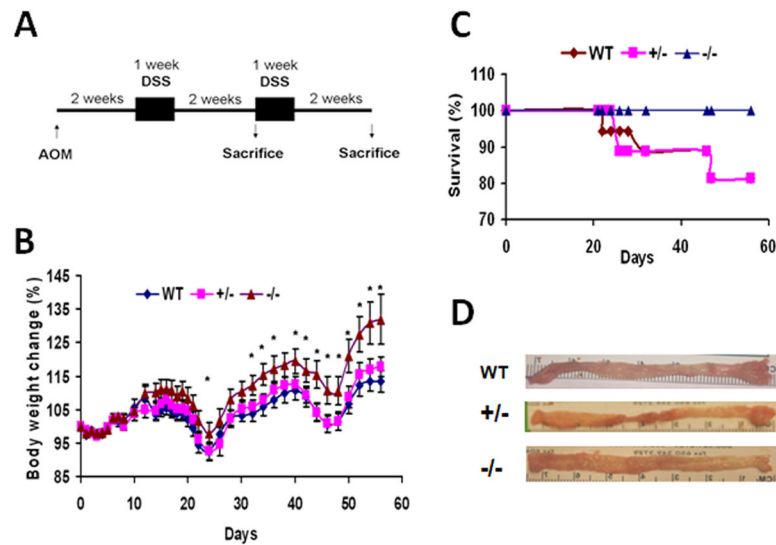 A
1 week
DSS
1 week
DSS
2 weeks
2 weeks
2 weeks
AOM
Sacrifice
Sacrifice
B
Body weight change (%)
WT
+/-
-/-
145
135
125
115
105
95
85
* * * * * * * * * * * * *
0 10 20 30 40 50 60
Days
C
WT
+/-
-/-
Survival (%)
100
100
90
80
70
0 20 40 60
Days
D
WT
+/-
-/-